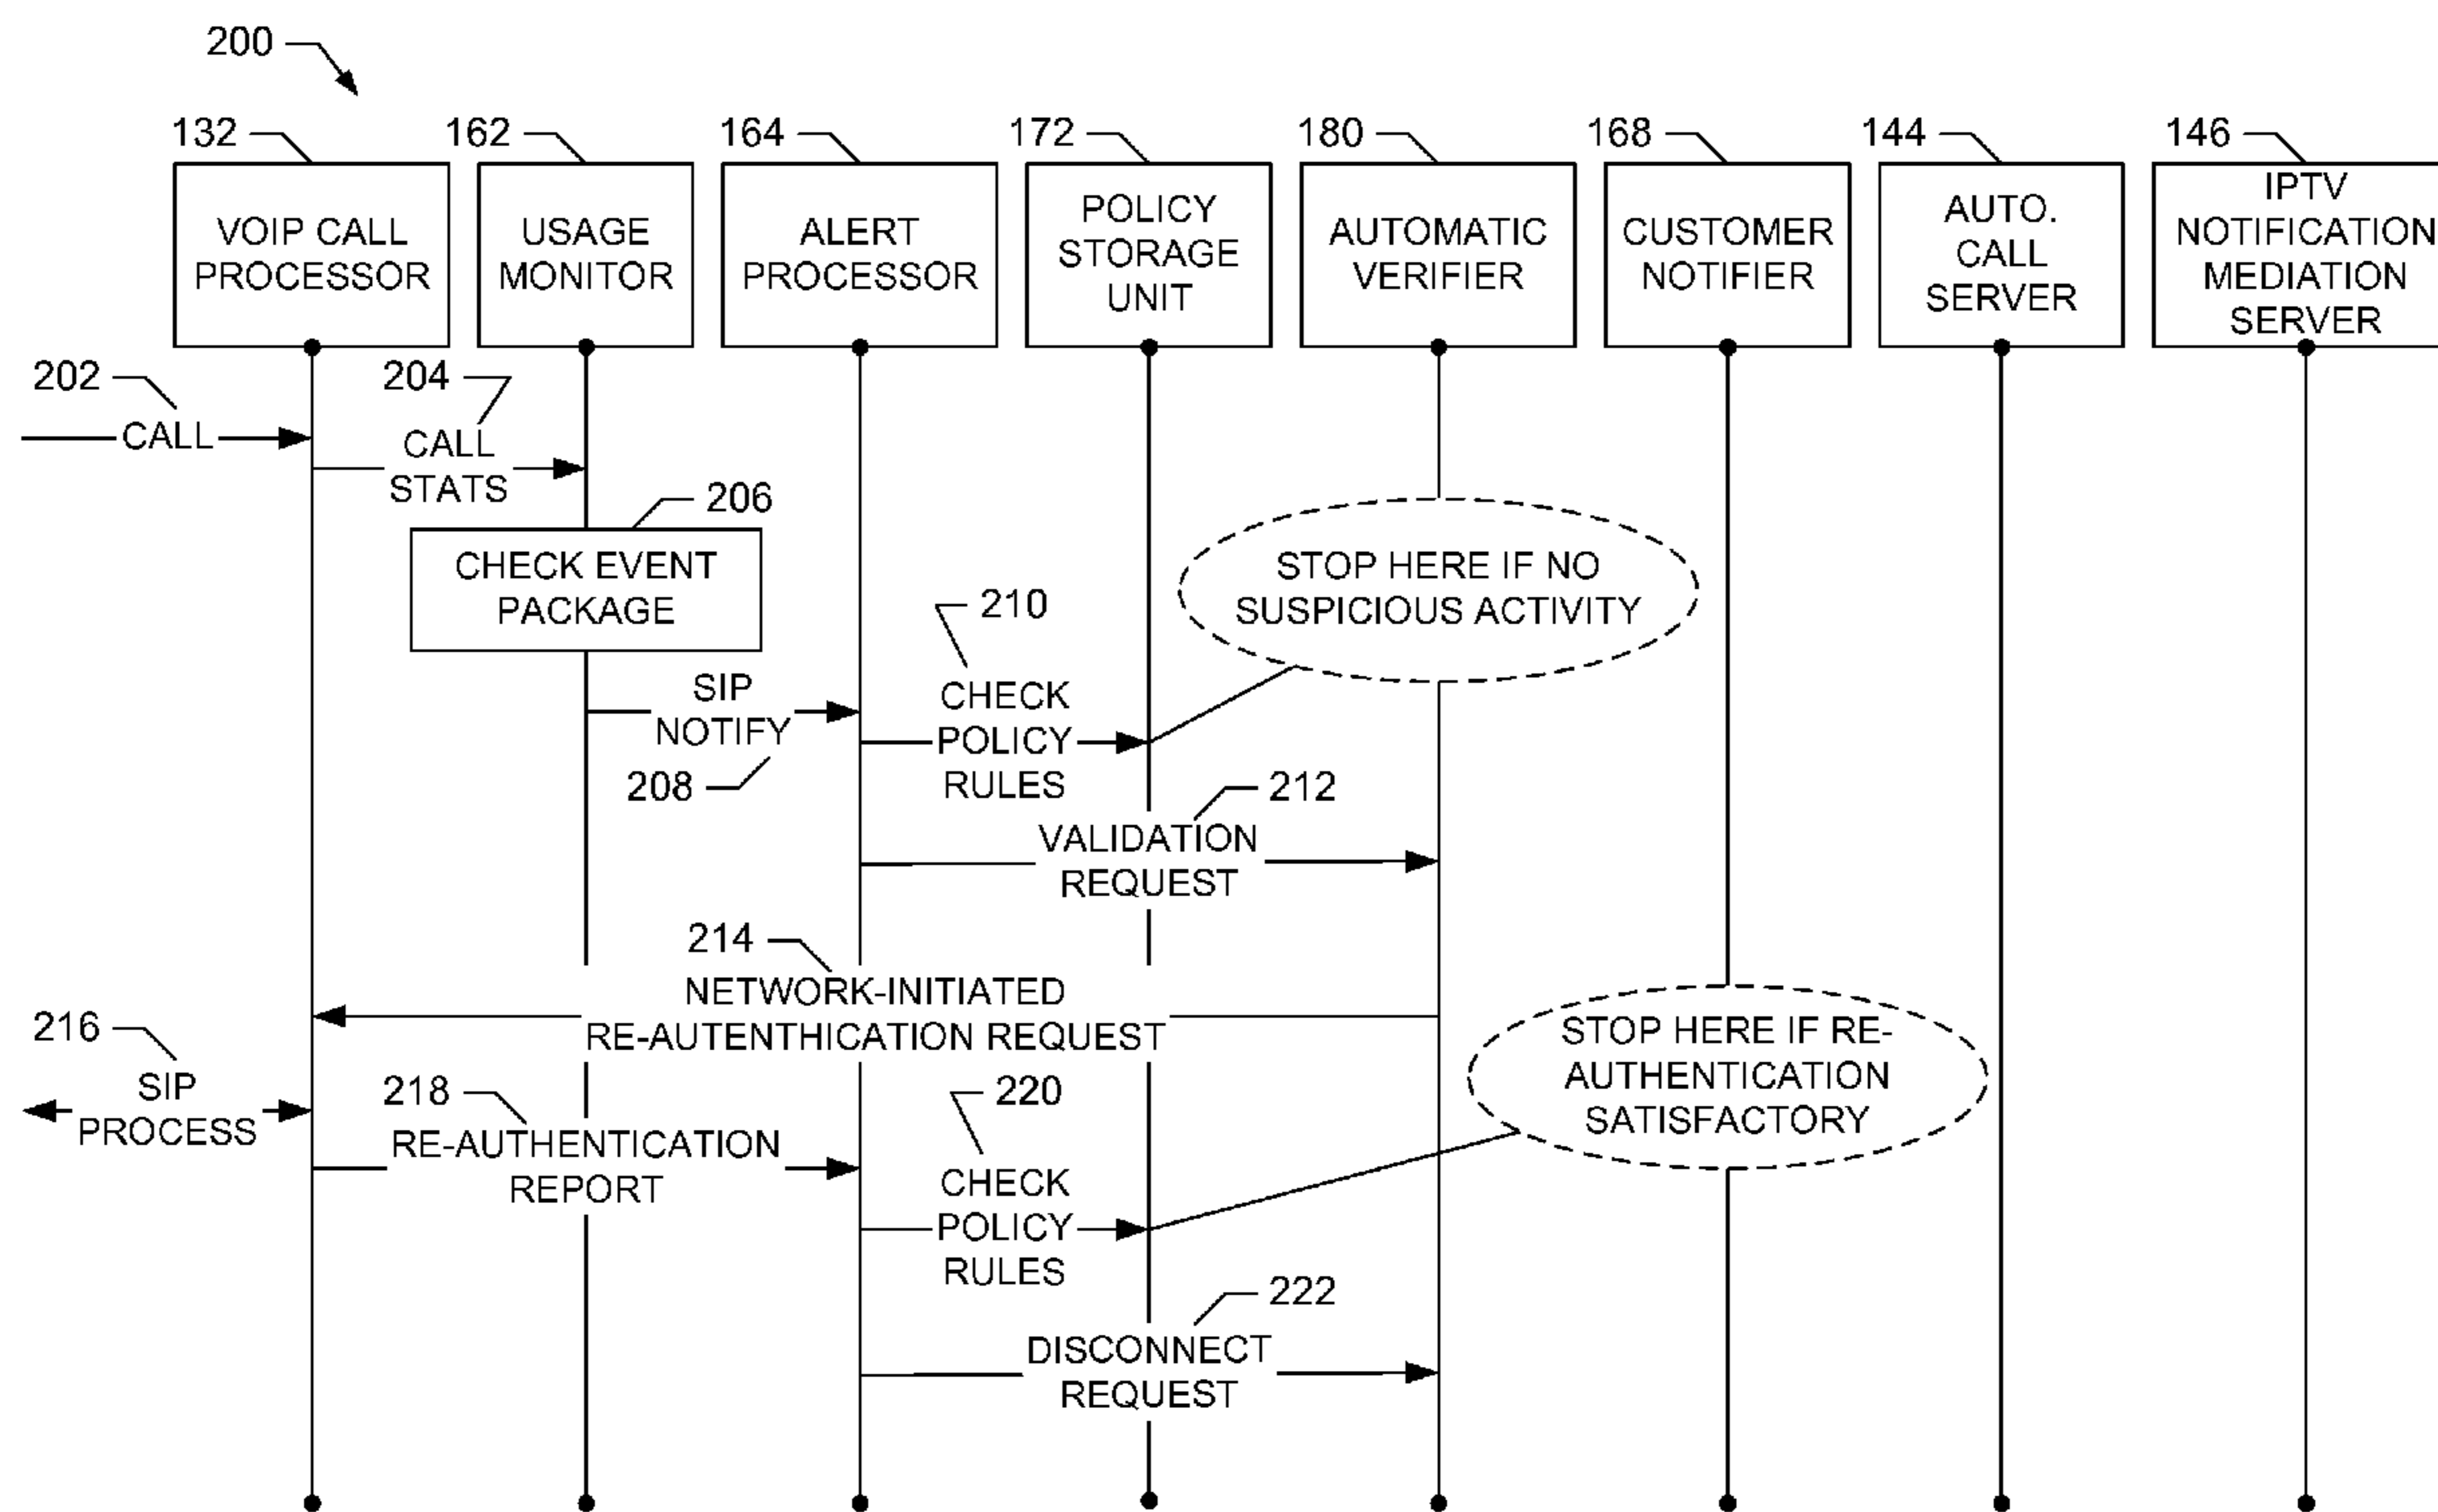 200
132
162
164
172
180
168
144
146
VOIP CALL
PROCESSOR
USAGE
MONITOR
ALERT
PROCESSOR
POLICY
STORAGE
UNIT
AUTOMATIC
VERIFIER
CUSTOMER
NOTIFIER
AUTO.
CALL
SERVER
IPTV
NOTIFICATION
MEDIATION
SERVER
202
CALL
204
CALL
STATS
206
CHECK EVENT
PACKAGE
STOP HERE IF NO
SUSPICIOUS ACTIVITY
SIP
NOTIFY
208
210
CHECK
POLICY
RULES
212
VALIDATION
REQUEST
214
NETWORK-INITIATED
RE-AUTENTHICATION REQUEST
216
SIP
PROCESS
218
RE-AUTHENTICATION
REPORT
STOP HERE IF RE-
AUTHENTICATION
SATISFACTORY
220
CHECK
POLICY
RULES
222
DISCONNECT
REQUEST